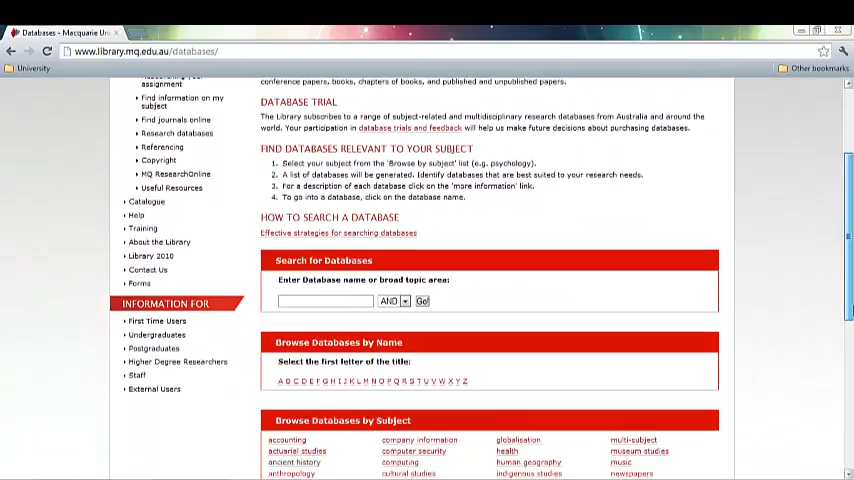 Databases - Macquarie Un
www.library.mq.edu.au/databases/
University
Other bookmarks
assignment
Find information on my
subject
Find journals online
Research databases
Referencing
Copyright
MQ ResearchOnline
Useful Resources
Catalogue
Help
Training
About the Library
Library 2010
Contact Us
Forms
INFORMATION FOR
First Time Users
Undergraduates
Postgraduates
Higher Degree Researchers
Staff
External Users
conference papers, books, chapters of books, and published and unpublished papers.
DATABASE TRIAL
The Library subscribes to a range of subject-related and multidisciplinary research databases from Australia and around the
world. Your participation in database trials and feedback will help us make future decisions about purchasing databases.
FIND DATABASES RELEVANT TO YOUR SUBJECT
1. Select your subject from the 'Browse by subject' list (e.g. psychology).
2. A list of databases will be generated. Identify databases that are best suited to your research needs.
3. For a description of each database click on the 'more information' link.
4. To go into a database, click on the database name.
HOW TO SEARCH A DATABASE
Effective strategies for searching databases
Search for Databases
Enter Database name or broad topic area:
AND Go!
Browse Databases by Name
Select the first letter of the title:
A B C D E F G H I J K L M N O P Q R S T U V W X Y Z
Browse Databases by Subject
accounting company information globalisation multi-subject
actuarial studies computer security health museum studies
ancient history computing human geography music
anthropology cultural studies indigenous studies newspapers